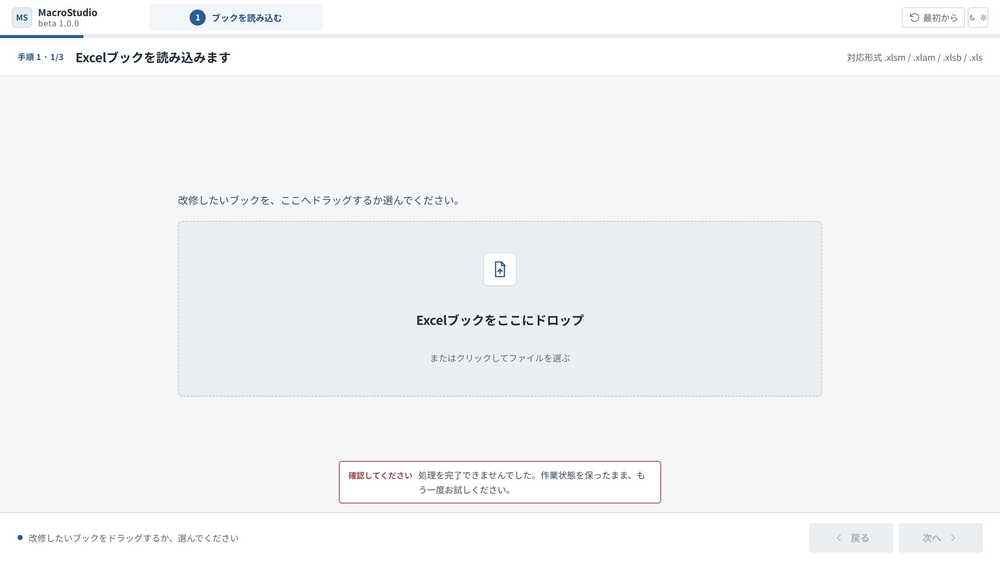 MS
MacroStudio
beta 1.0.0
1 ブックを読み込む
最初から
手順 1 · 1/3
Excelブックを読み込みます
対応形式 .xlsm / .xlam / .xlsb / .xls
改修したいブックを、ここへドラッグするか選んでください。
Excelブックをここにドロップ
またはクリックしてファイルを選ぶ
確認してください 処理を完了できませんでした。作業状態を保ったまま、も
う一度お試しください。
改修したいブックをドラッグするか、選んでください
戻る
次へ